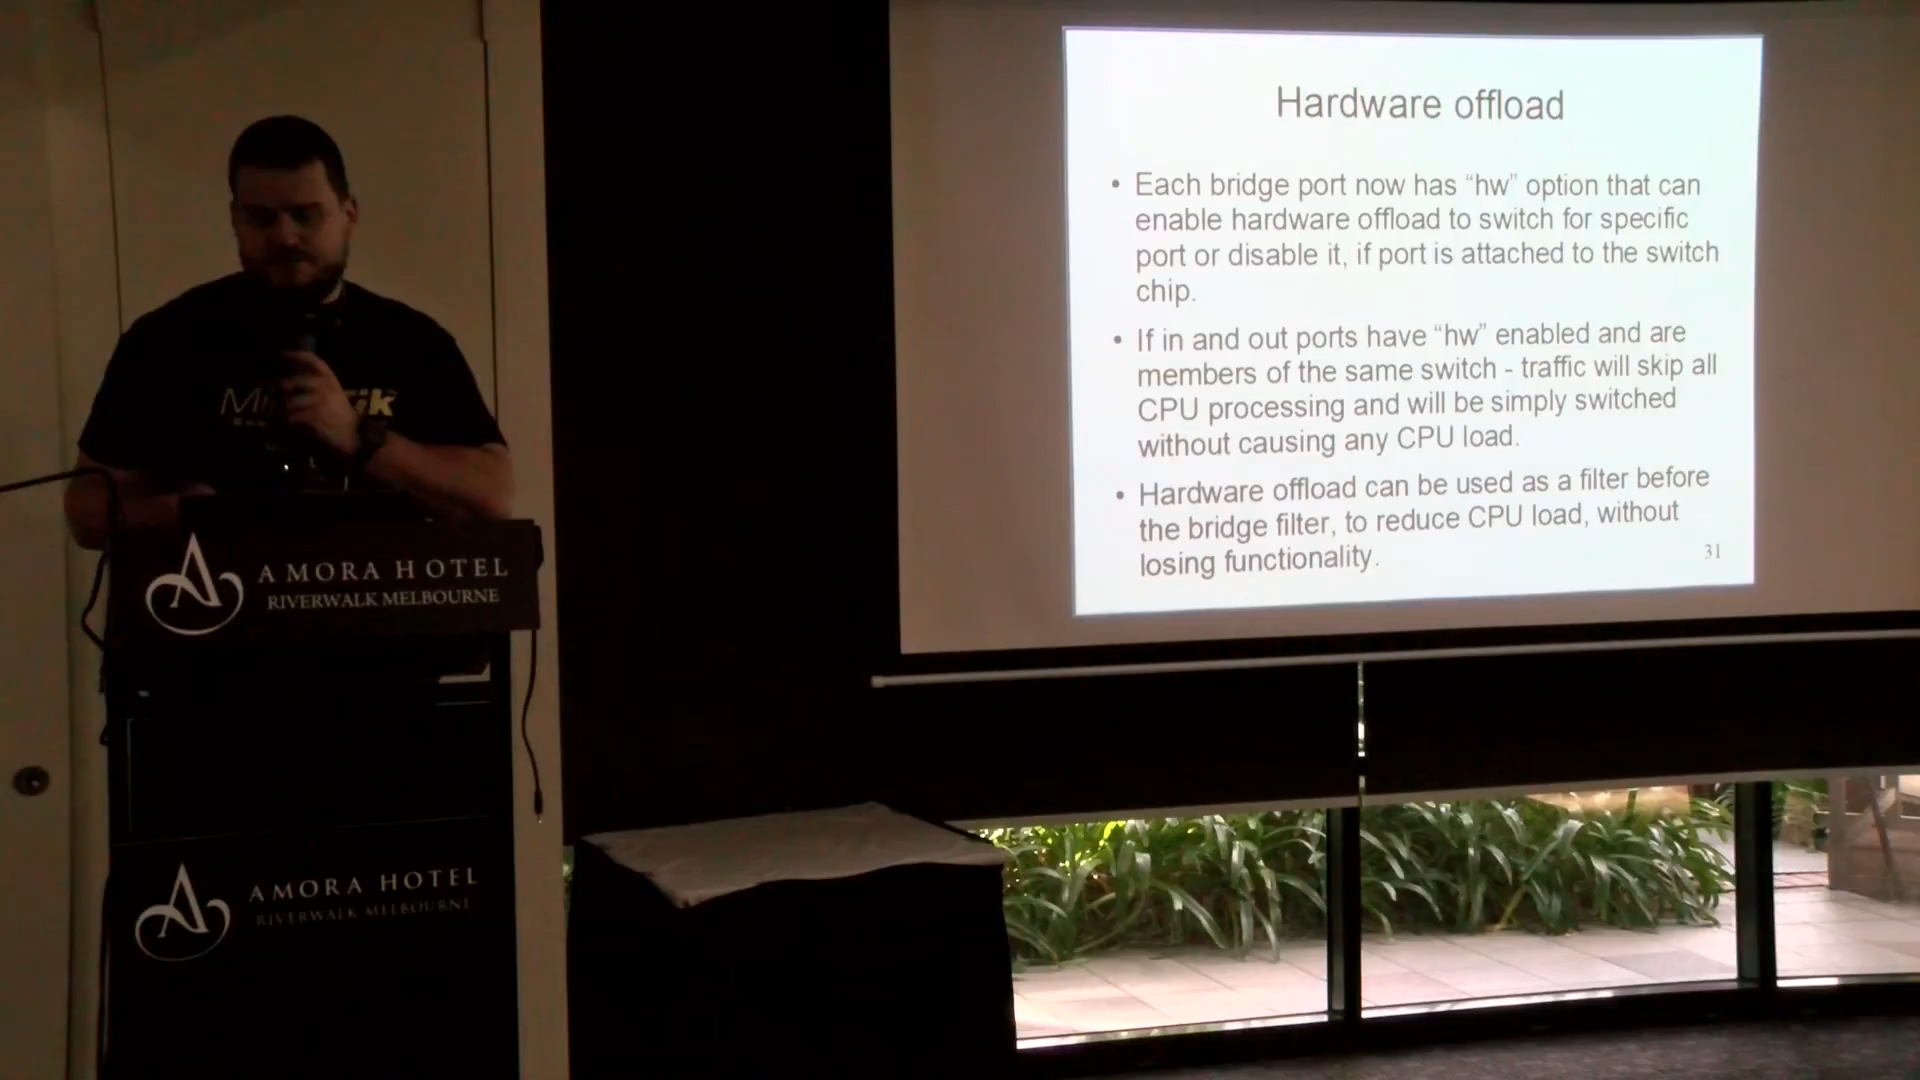 Hardware offload
• Each bridge port now has “hw” option that can
enable hardware offload to switch for specific
port or disable it, if port is attached to the switch
chip.
• If in and out ports have “hw” enabled and are
members of the same switch - traffic will skip all
CPU processing and will be simply switched
without causing any CPU load.
• Hardware offload can be used as a filter before
the bridge filter, to reduce CPU load, without
losing functionality.
31
AMORA HOTEL
RIVERWALK MELBOURNE
AMORA HOTEL
RIVERWALK MELBOURNE